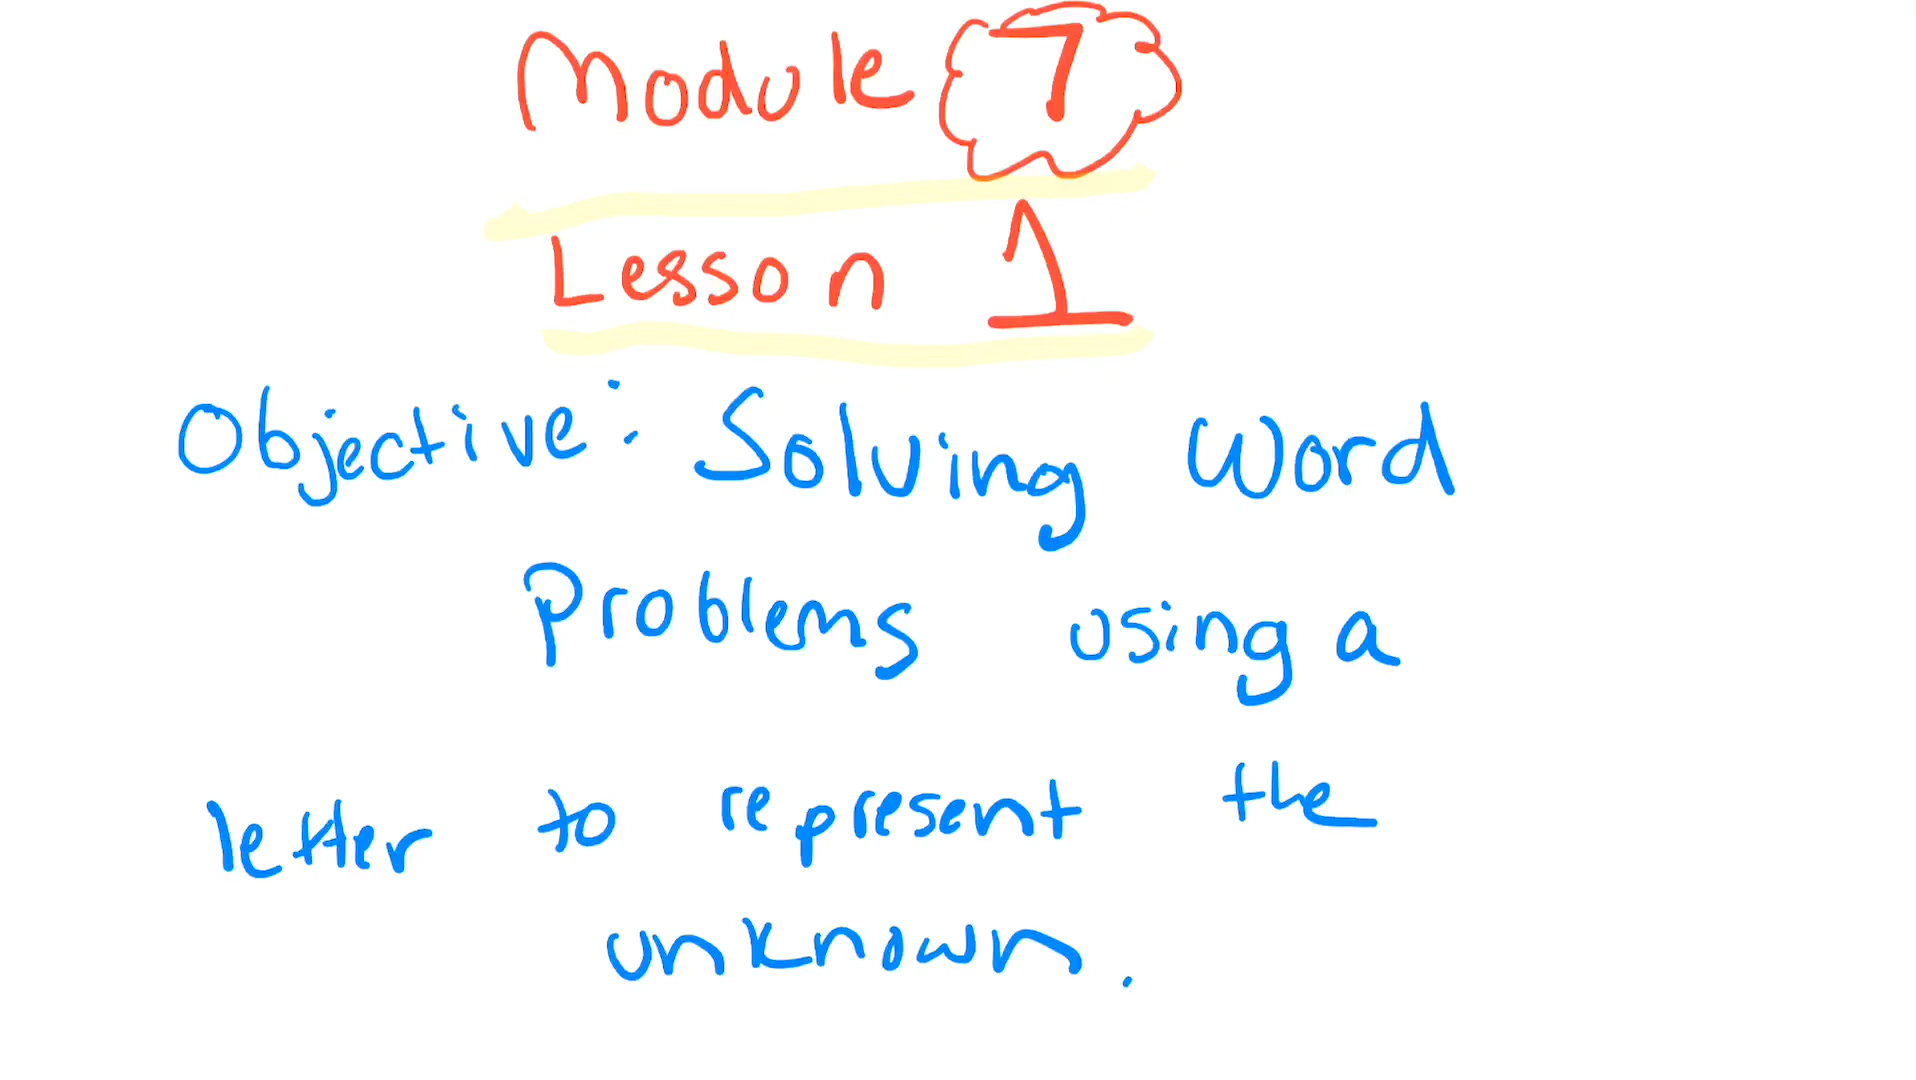 Module 7
Lesson 1
Objective: Solving Word
Problems using a
letter to represent the
unknown.